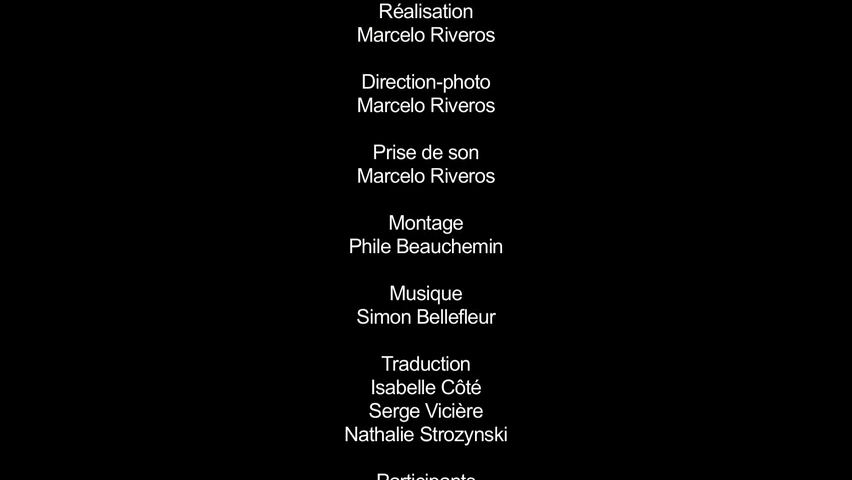 Réalisation
Marcelo Riveros
Direction-photo
Marcelo Riveros
Prise de son
Marcelo Riveros
Montage
Phile Beauchemin
Musique
Simon Bellefleur
Traduction
Isabelle Côté
Serge Vicière
Nathalie Strozynski
Participants